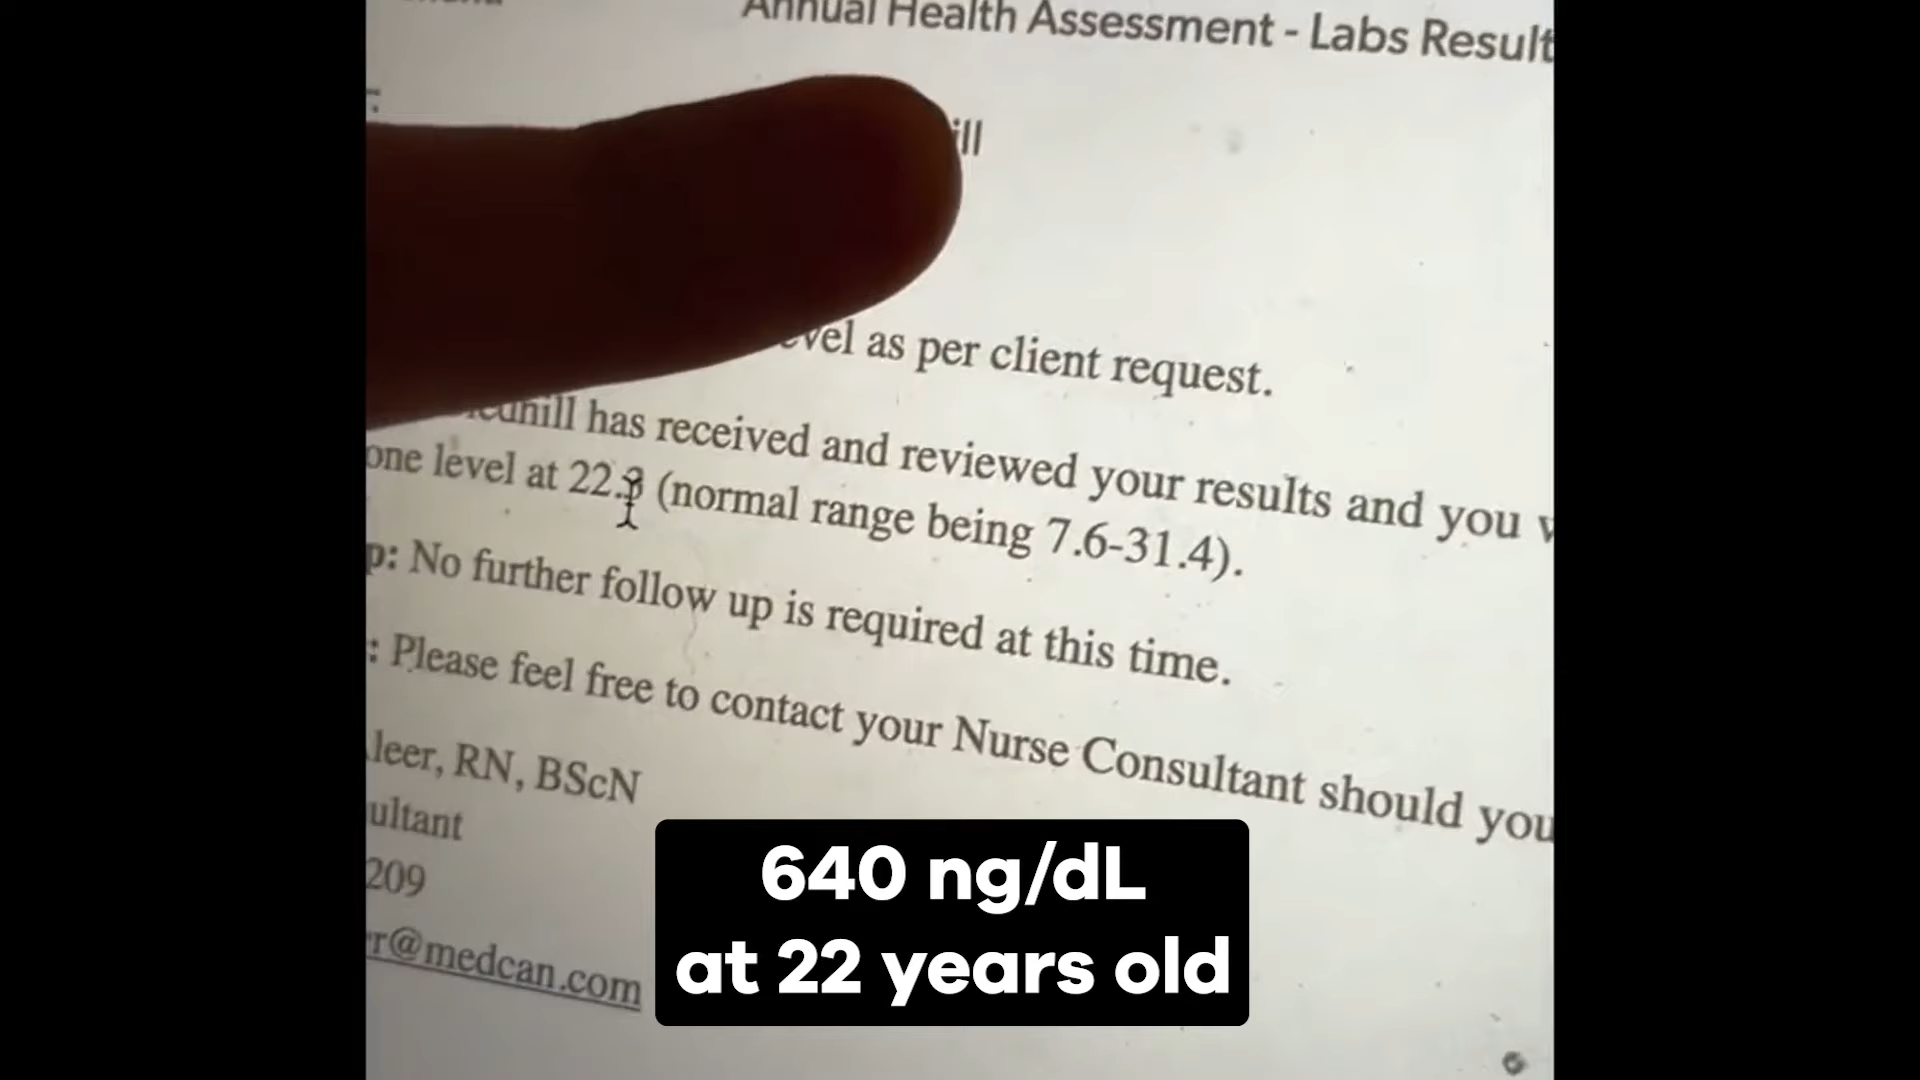 Annual Health Assessment - Labs Result
ill
as per client request.
has received and reviewed your results and you
one level at (normal range being 7.6-31.4).
p: No further follow up is required at this time.
: Please feel free to contact your Nurse Consultant should you
leer, RN, BScN
ultant
209
r@medcan.com
640 ng/dL
at 22 years old